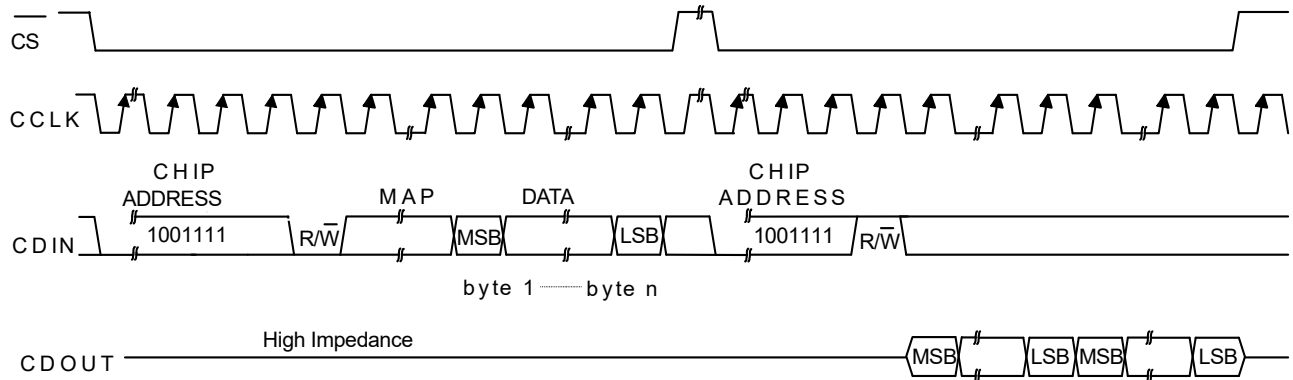 CS
CCLK
CHIP
ADDRESS
MAP
DATA
CHIP
ADDRESS
CDIN
1001111
R/W
MSB
LSB
1001111
R/W
byte 1
byte n
High Impedance
CDOUT
MSB
LSB
MSB
LSB